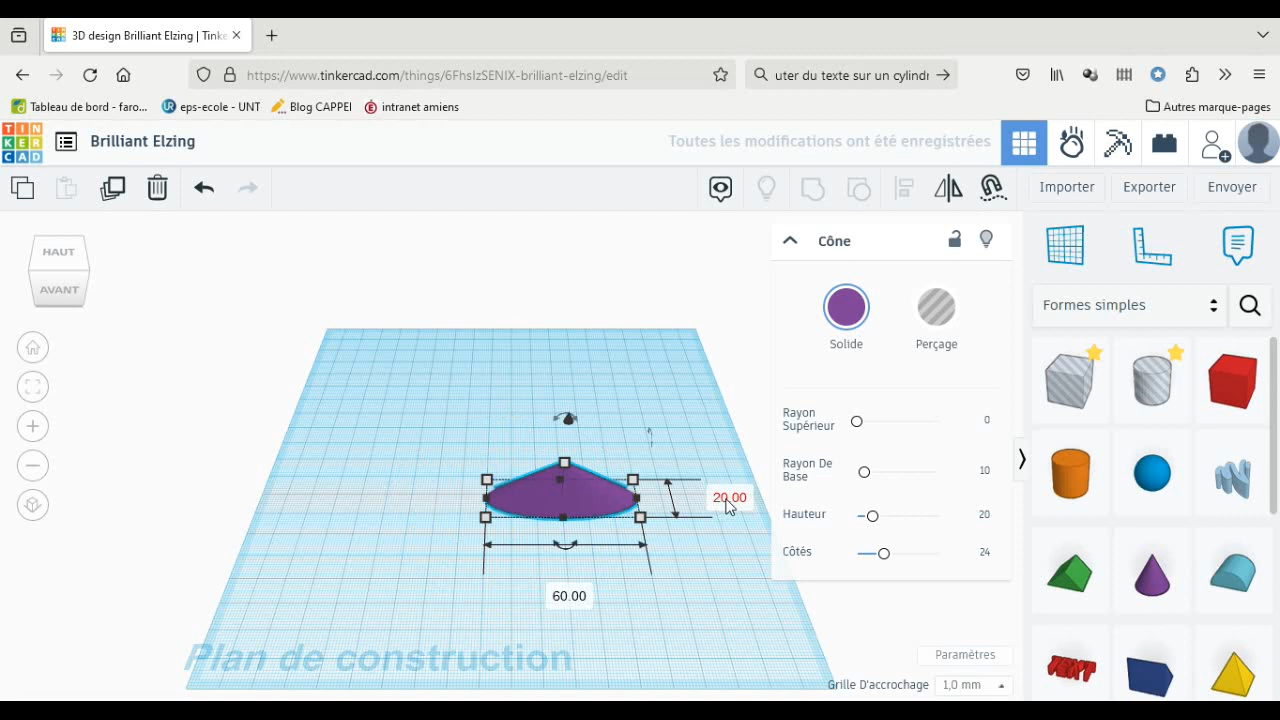 3D design Brilliant Elzing | Tinke
https://www.tinkercad.com/things/6FhsIzSENIX-brilliant-elzing/edit
uter du texte sur un cylindr
Tableau de bord - faro...
eps-ecole - UNT
Blog CAPPEI
intranet amiens
Autres marque-pages
TIN
KER
CAD
Brilliant Elzing
Toutes les modifications ont été enregistrées
Importer
Exporter
Envoyer
HAUT
AVANT
Cône
Solide
Perçage
Rayon
Supérieur
0
Rayon De
Base
10
Hauteur
20
Côtés
24
20.00
60.00
Plan de construction
Paramètres
Grille D'accrochage
1,0 mm
Formes simples
TEXT